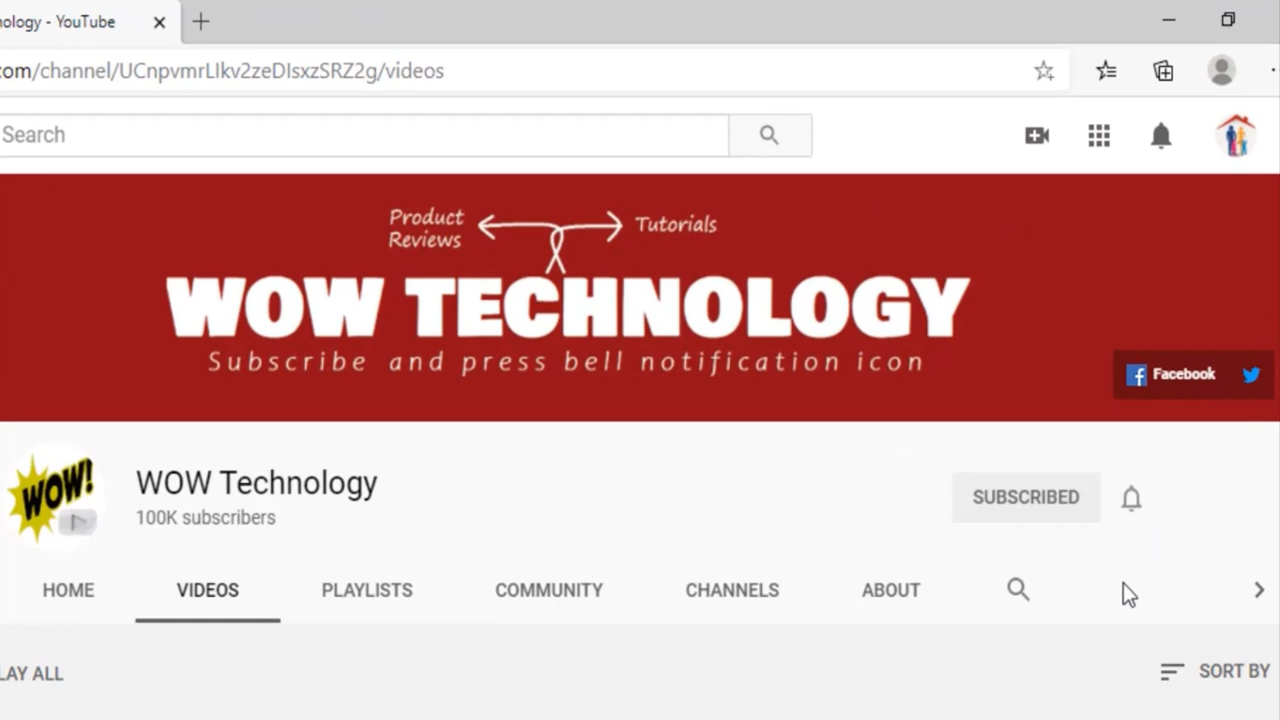 nology - YouTube
com/channel/UCnpvmrLIkv2zeDIsxzSRZ2g/videos
Search
Product
Reviews
Tutorials
WOW TECHNOLOGY
Subscribe and press bell notification icon
Facebook
WOW!
WOW Technology
100K subscribers
SUBSCRIBED
HOME VIDEOS PLAYLISTS COMMUNITY CHANNELS ABOUT
LAY ALL
SORT BY